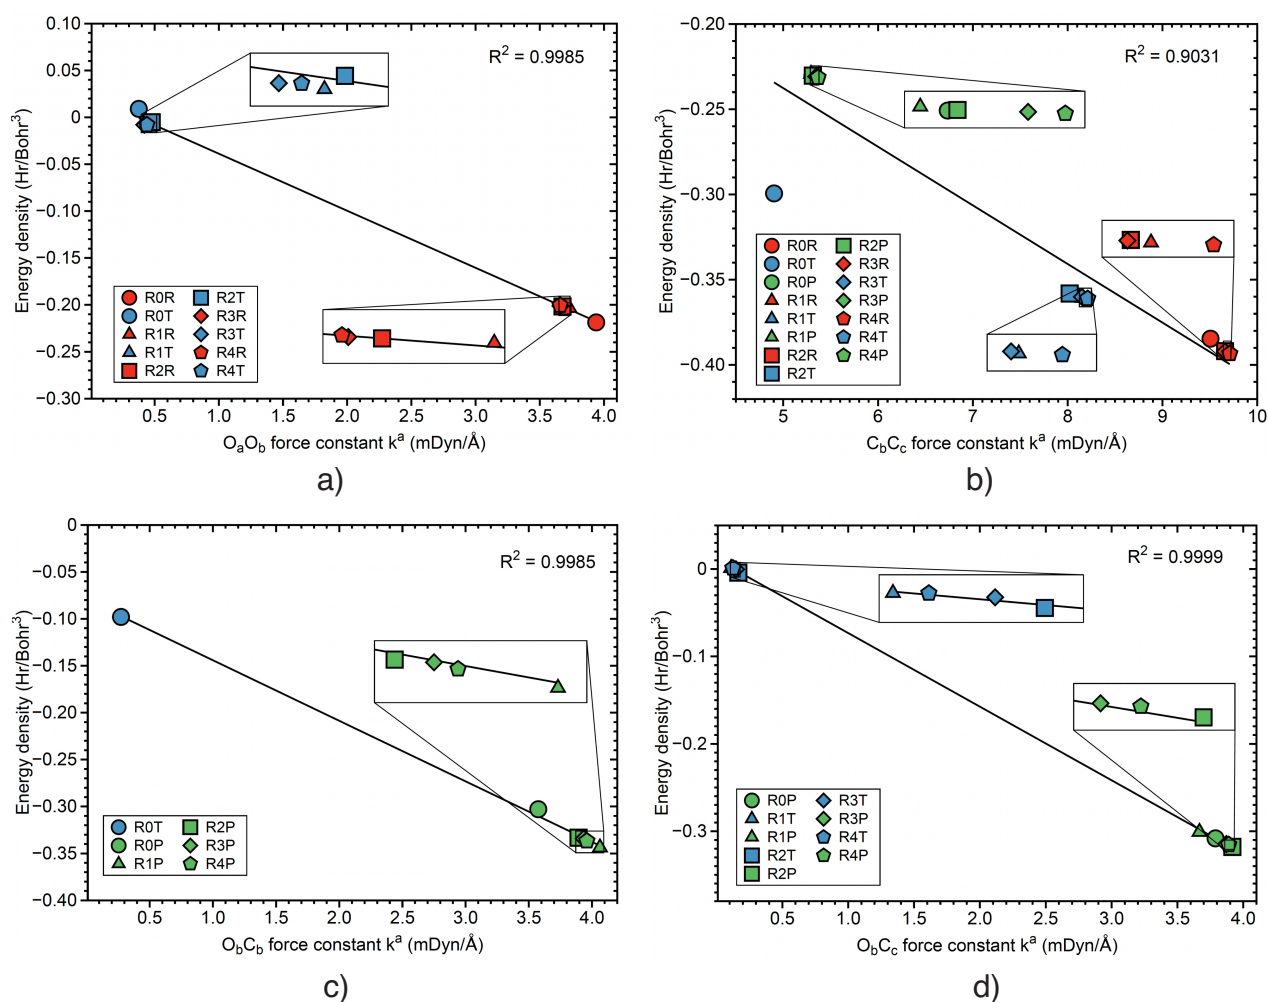 0.10
0.05
0
−0.05
−0.10
−0.15
−0.20
−0.25
−0.30
Energy density (Hr/Bohr³)
R² = 0.9985
R0R R2T
R0T R3R
R1R R3T
R1T R4R
R2R R4T
0.5 1.0 1.5 2.0 2.5 3.0 3.5 4.0
OₐO_b force constant kᵃ (mDyn/Å)
a)
−0.20
−0.25
−0.30
−0.35
−0.40
Energy density (Hr/Bohr³)
R² = 0.9031
R0R R2P
R0T R3R
R0P R3T
R1R R3P
R1T R4R
R1P R4T
R2R R4P
R2T
5 6 7 8 9 10
C_bC_c force constant kᵃ (mDyn/Å)
b)
0
−0.05
−0.10
−0.15
−0.20
−0.25
−0.30
−0.35
−0.40
Energy density (Hr/Bohr³)
R² = 0.9985
R0T R2P
R0P R3P
R1P R4P
0.5 1.0 1.5 2.0 2.5 3.0 3.5 4.0
O_bC_b force constant kᵃ (mDyn/Å)
c)
0
−0.1
−0.2
−0.3
Energy density (Hr/Bohr³)
R² = 0.9999
R0P R3T
R1T R3P
R1P R4T
R2T R4P
R2P
0.5 1.0 1.5 2.0 2.5 3.0 3.5 4.0
O_bC_c force constant kᵃ (mDyn/Å)
d)